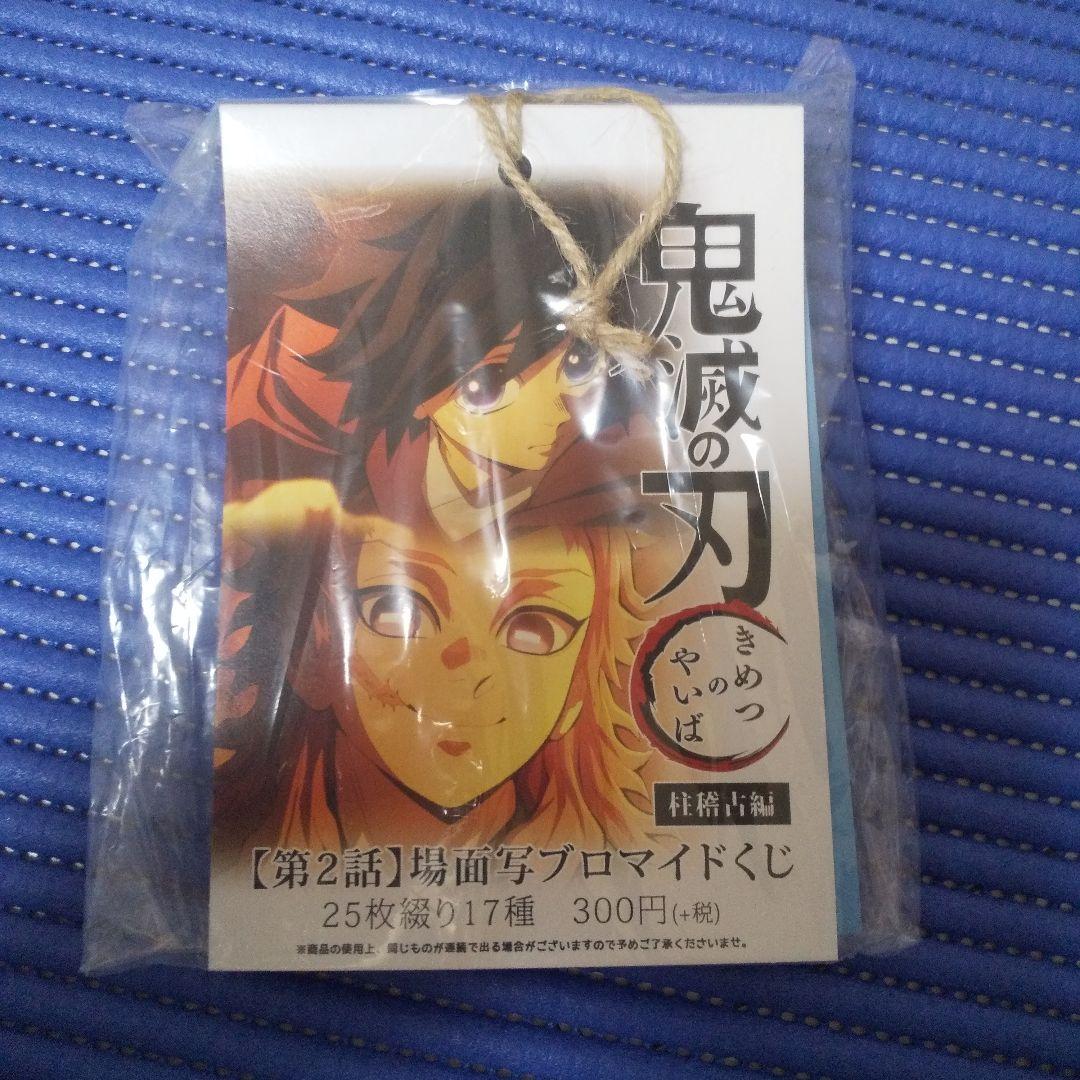 鬼滅の刃
きめつ
の
やいば
柱稽古編
【第2話】場面写ブロマイドくじ
25枚綴り17種 300円(+税)
※商品の使用上、同じものが連続で出る場合がございますので予めご了承くださいませ。